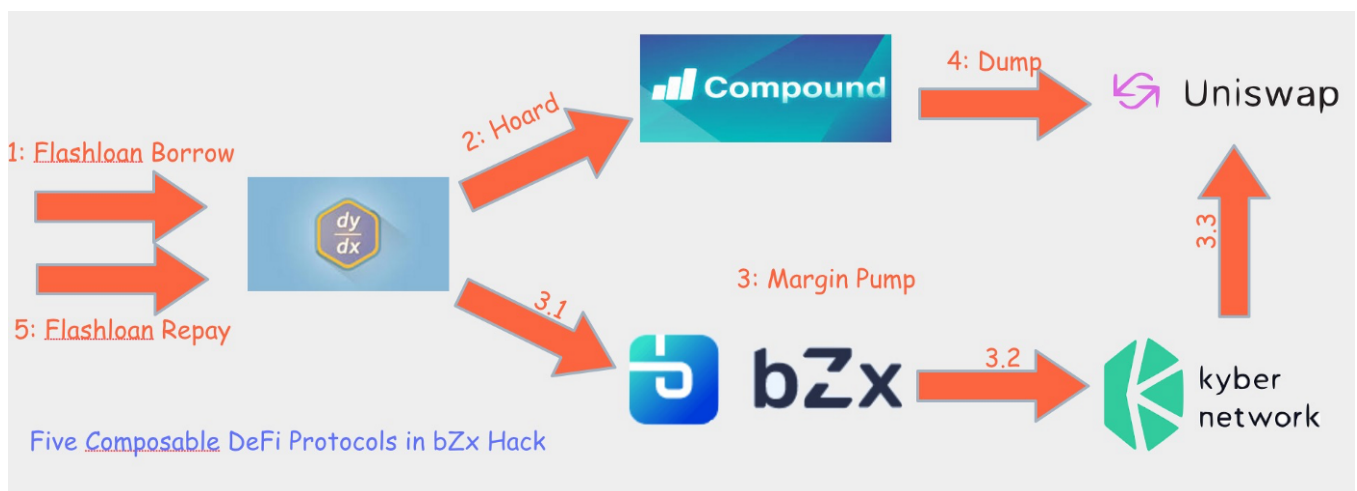 1: Flashloan Borrow
5: Flashloan Repay
dy
dx
2: Hoard
Compound
4: Dump
Uniswap
3.1
3: Margin Pump
bZx
3.2
3.3
kyber
network
Five Composable DeFi Protocols in bZx Hack